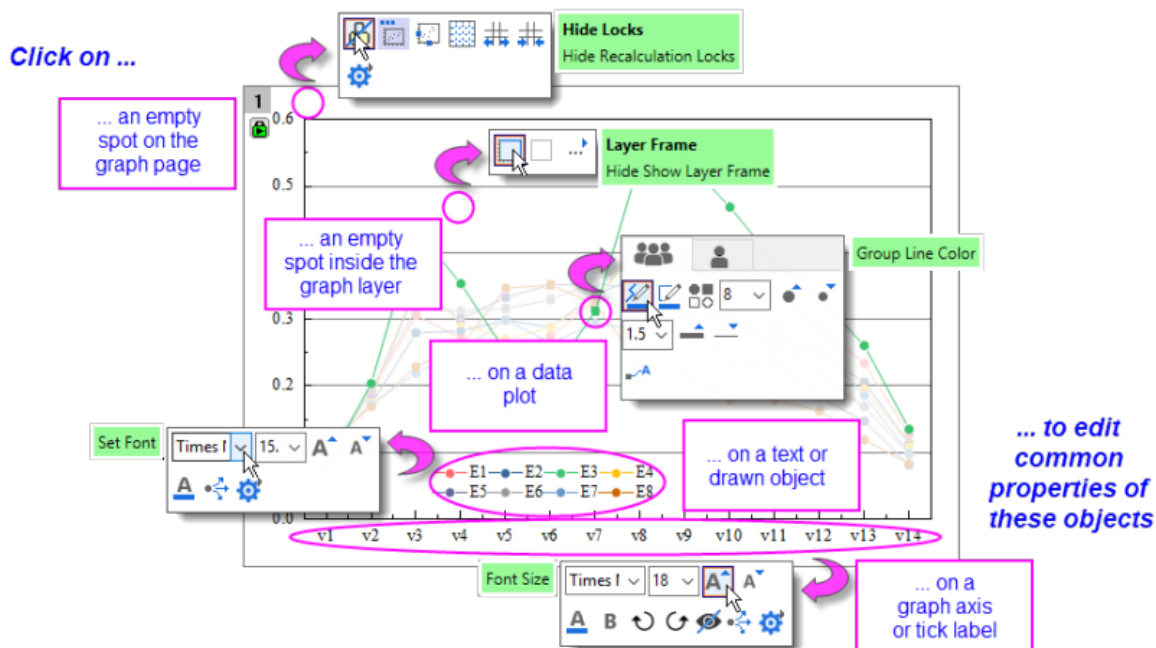 Hide Locks
Hide Recalculation Locks
Click on ...
... an empty
spot on the
graph page
1
0.6
Layer Frame
Hide Show Layer Frame
0.5
... an empty
spot inside the
graph layer
Group Line Color
8
1.5
0.3
... on a data
plot
0.2
Set Font
Times
15.
... on a text or
drawn object
... to edit
common
properties of
these objects
E1 E2 E3 E4
E5 E6 E7 E8
0.0
v1 v2 v3 v4 v5 v6 v7 v8 v9 v10 v11 v12 v13 v14
Font Size
Times
18
... on a
graph axis
or tick label